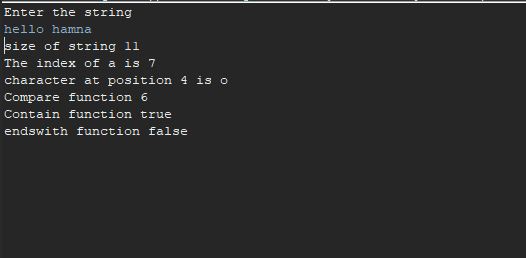 Enter the string
hello hamna
size of string 11
The index of a is 7
character at position 4 is o
Compare function 6
Contain function true
endswith function false